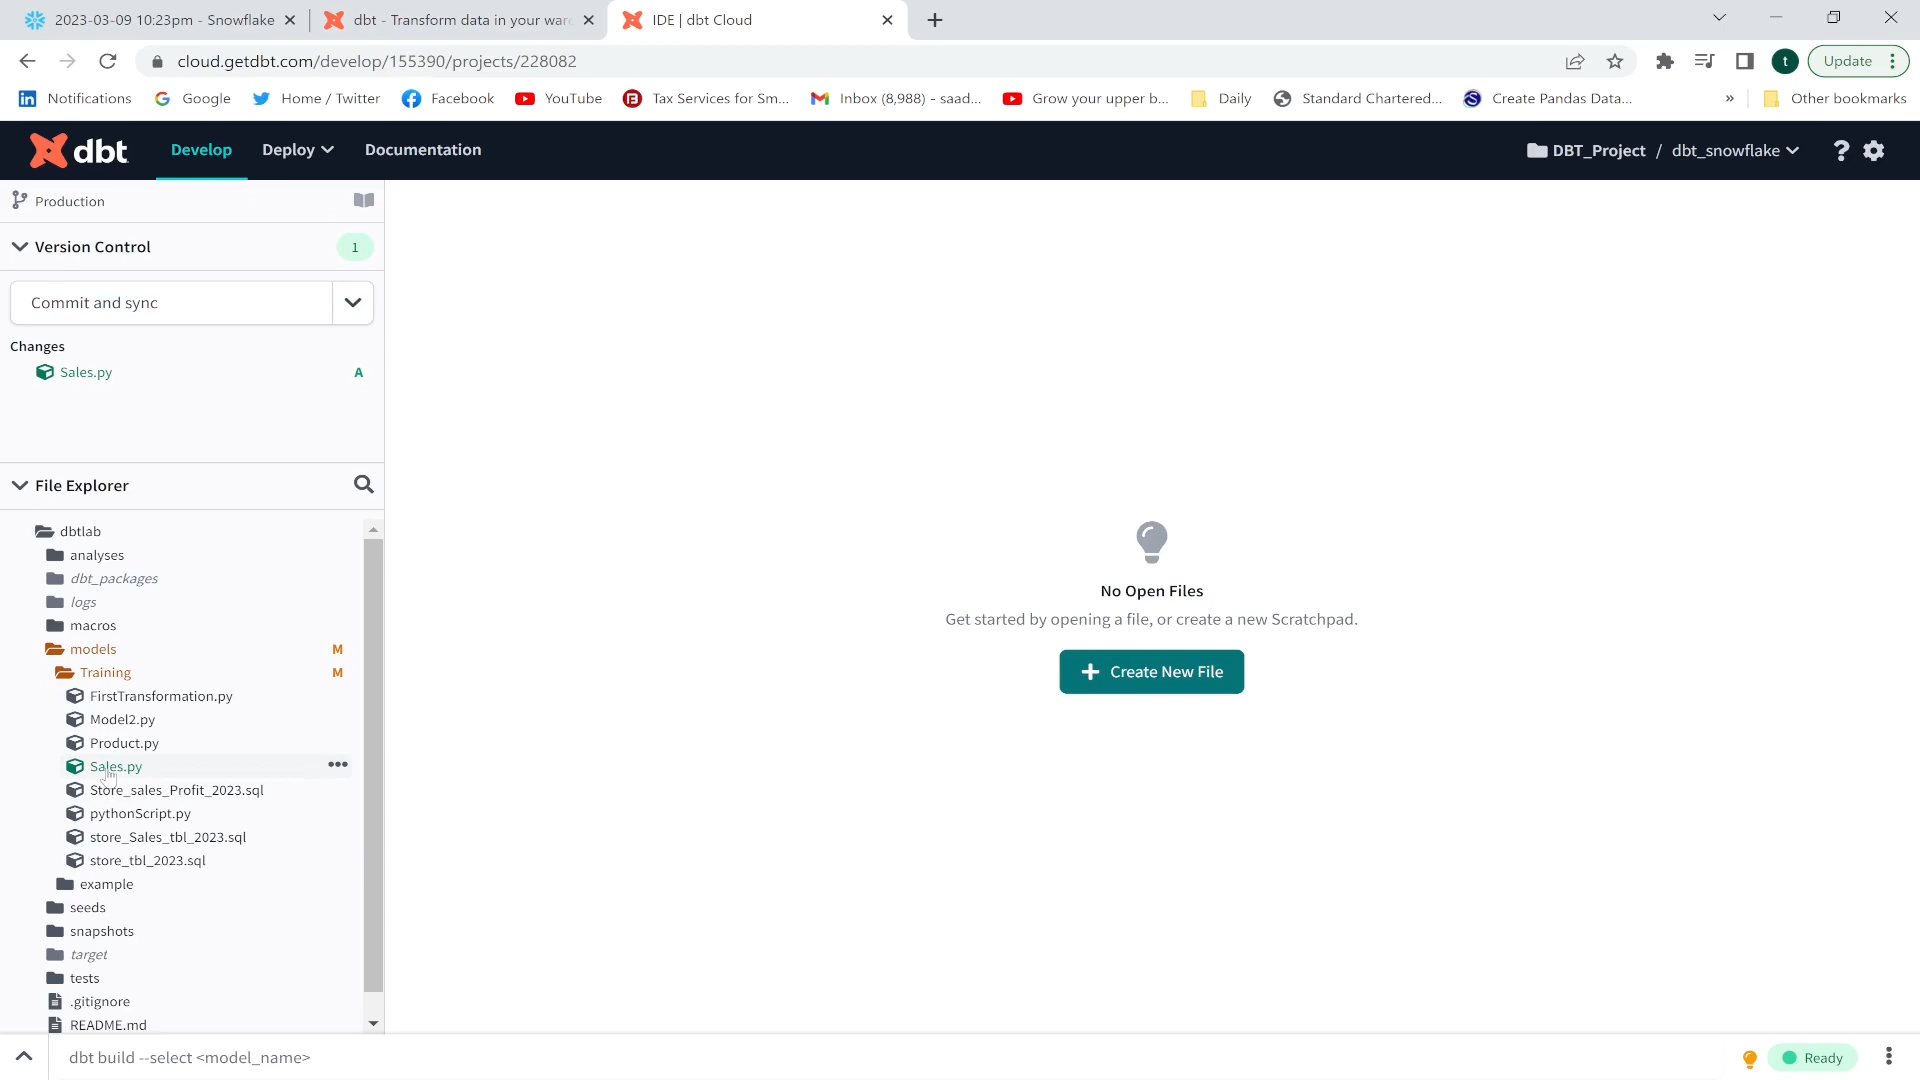 2023-03-09 10:23pm - Snowflake
dbt - Transform data in your ware
IDE | dbt Cloud
cloud.getdbt.com/develop/155390/projects/228082
t
Update
Notifications
Google
Home / Twitter
Facebook
YouTube
Tax Services for Sm...
Inbox (8,988) - saad...
Grow your upper b...
Daily
Standard Chartered...
Create Pandas Data...
»
Other bookmarks
dbt
Develop
Deploy
Documentation
DBT_Project / dbt_snowflake
?
Production
Version Control
1
Commit and sync
Changes
Sales.py A
File Explorer
dbtlab
analyses
dbt_packages
logs
macros
models M
Training M
FirstTransformation.py
Model2.py
Product.py
Sales.py
Store_sales_Profit_2023.sql
pythonScript.py
store_Sales_tbl_2023.sql
store_tbl_2023.sql
example
seeds
snapshots
target
tests
.gitignore
README.md
No Open Files
Get started by opening a file, or create a new Scratchpad.
+ Create New File
dbt build --select <model_name>
Ready